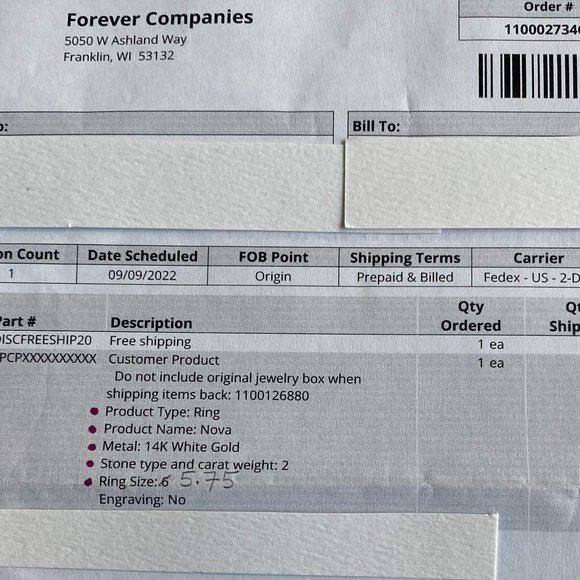 Forever Companies
5050 W Ashland Way
Franklin, WI 53132
Order #
Bill To:
Count Date Scheduled FOB Point Shipping Terms Carrier
1 09/09/2022 Origin Prepaid & Billed Fedex - US - 2-D
Part # Description Qty Ordered
DISCFREESHIP20 Free shipping 1 ea
Customer Product 1 ea
Do not include original jewelry box when
shipping items back: 1100126880
Product Type: Ring
Product Name: Nova
Metal: 14K White Gold
Stone type and carat weight: 2
Ring Size: 6 5.75
Engraving: No